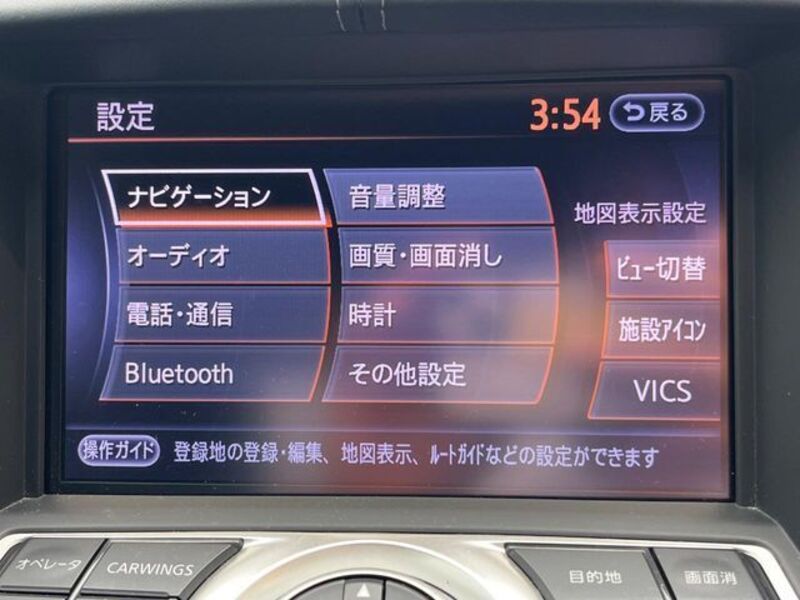 設定
3:54
戻る
ナビゲーション
音量調整
地図表示設定
オーディオ
画質・画面消し
ビュー切替
電話・通信
時計
施設アイコン
Bluetooth
その他設定
VICS
操作ガイド 登録地の登録・編集、地図表示、ルートガイドなどの設定ができます
オペレータ
CARWINGS
目的地
画面消